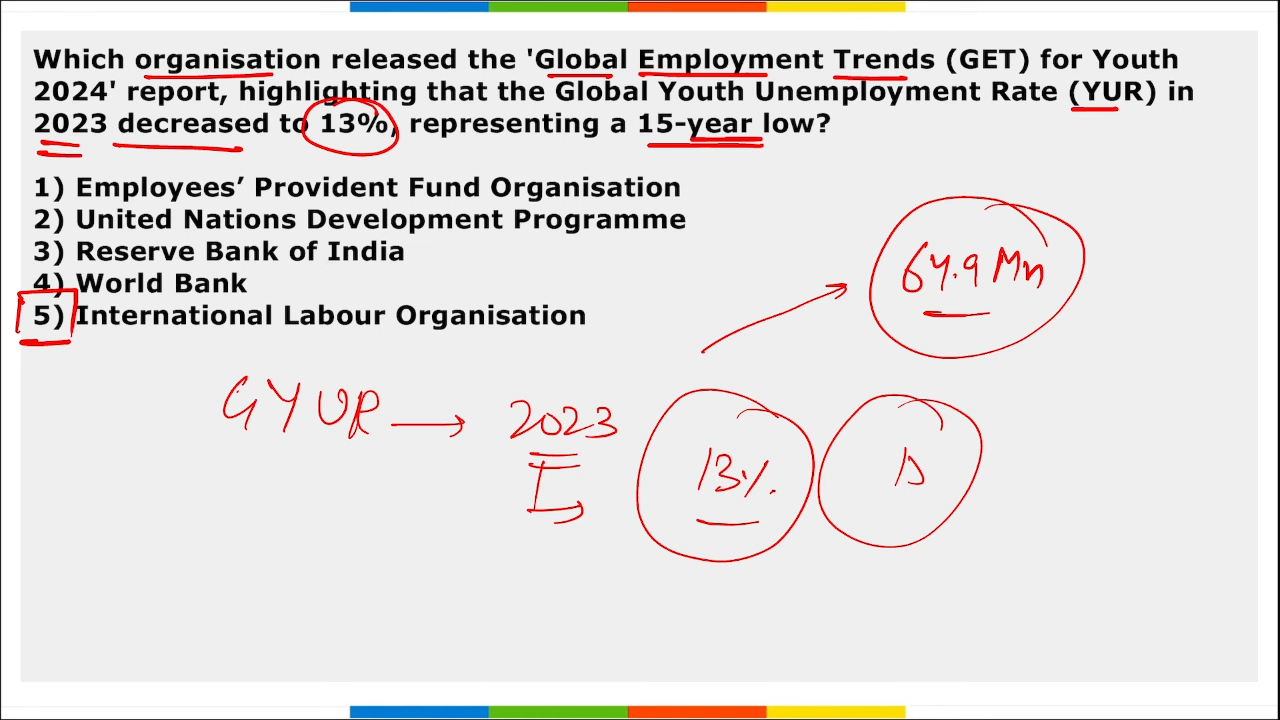 Which organisation released the 'Global Employment Trends (GET) for Youth
2024' report, highlighting that the Global Youth Unemployment Rate (YUR) in
2023 decreased to 13%, representing a 15-year low?
1) Employees’ Provident Fund Organisation
2) United Nations Development Programme
3) Reserve Bank of India
4) World Bank
5) International Labour Organisation
64.9 Mn
GYUR → 2023
13%.